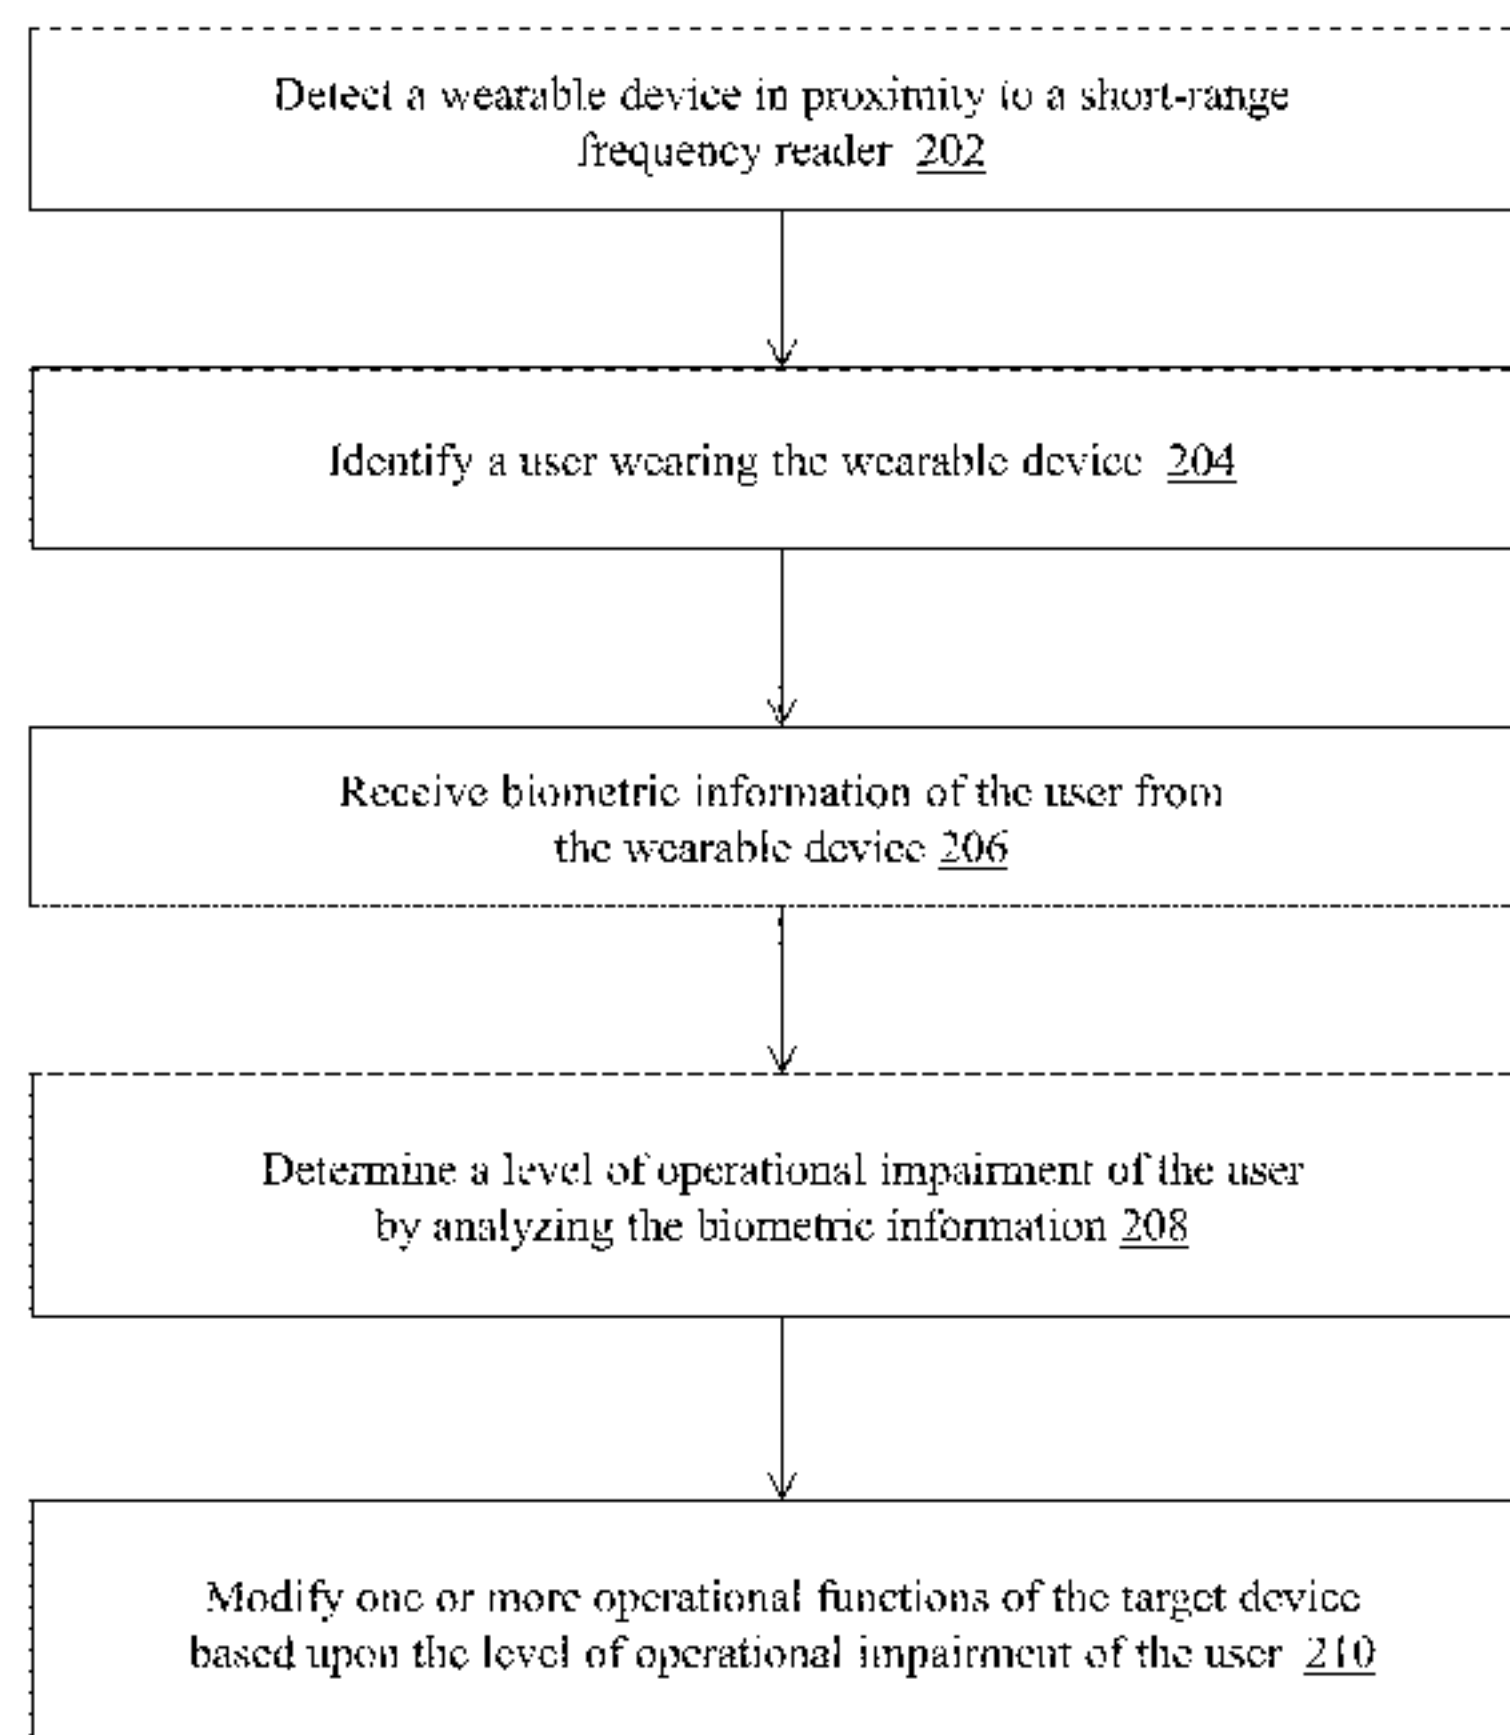 Detect a wearable device in proximity to a short-range
frequency reader 202
Identify a user wearing the wearable device 204
Receive biometric information of the user from
the wearable device 206
Determine a level of operational impairment of the user
by analyzing the biometric information 208
Modify one or more operational functions of the target device
based upon the level of operational impairment of the user 210